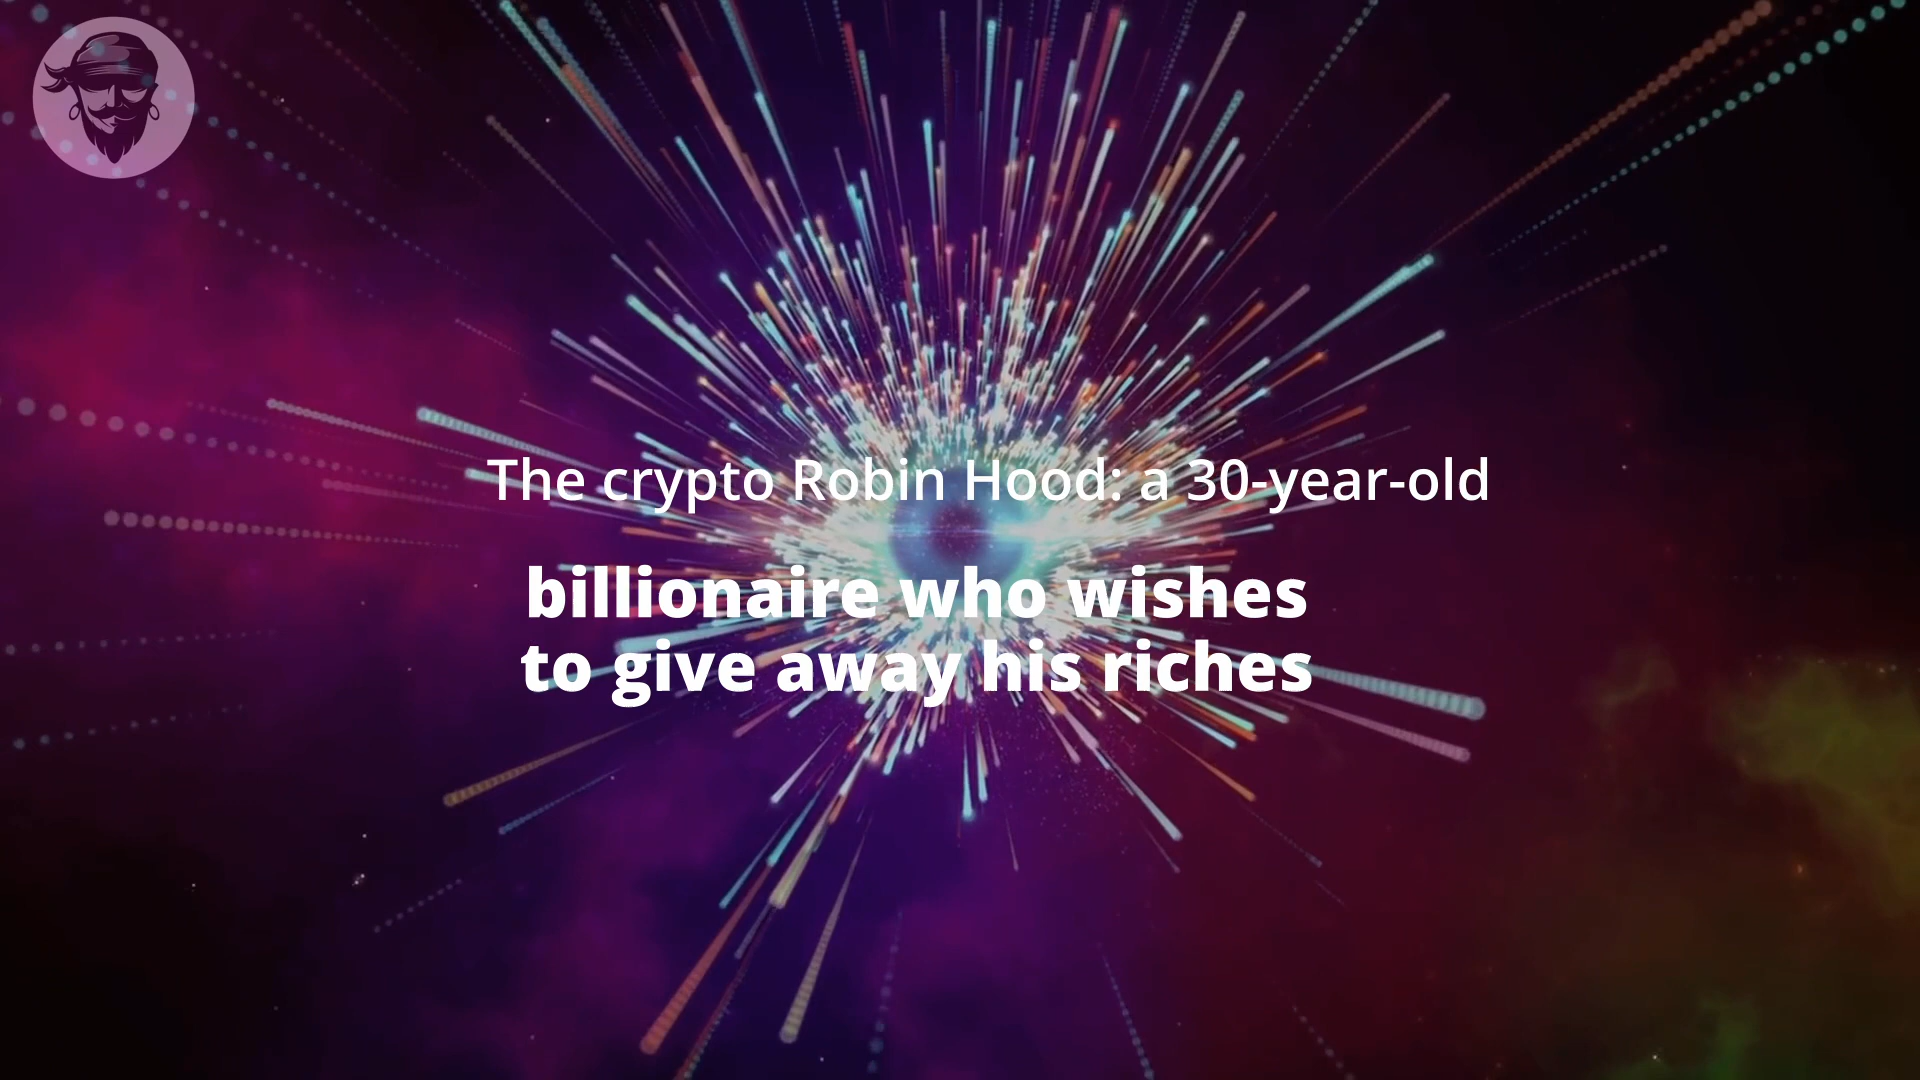 The crypto Robin Hood: a 30-year-old
billionaire who wishes
to give away his riches